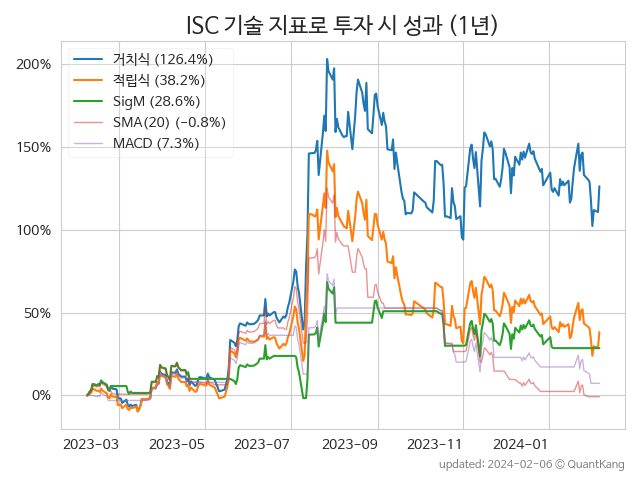 ISC 기술 지표로 투자 시 성과 (1년)
거치식 (126.4%)
적립식 (38.2%)
SigM (28.6%)
SMA(20) (−0.8%)
MACD (7.3%)
200%
150%
100%
50%
0%
2023-03 2023-05 2023-07 2023-09 2023-11 2024-01
updated: 2024-02-06 © QuantKang